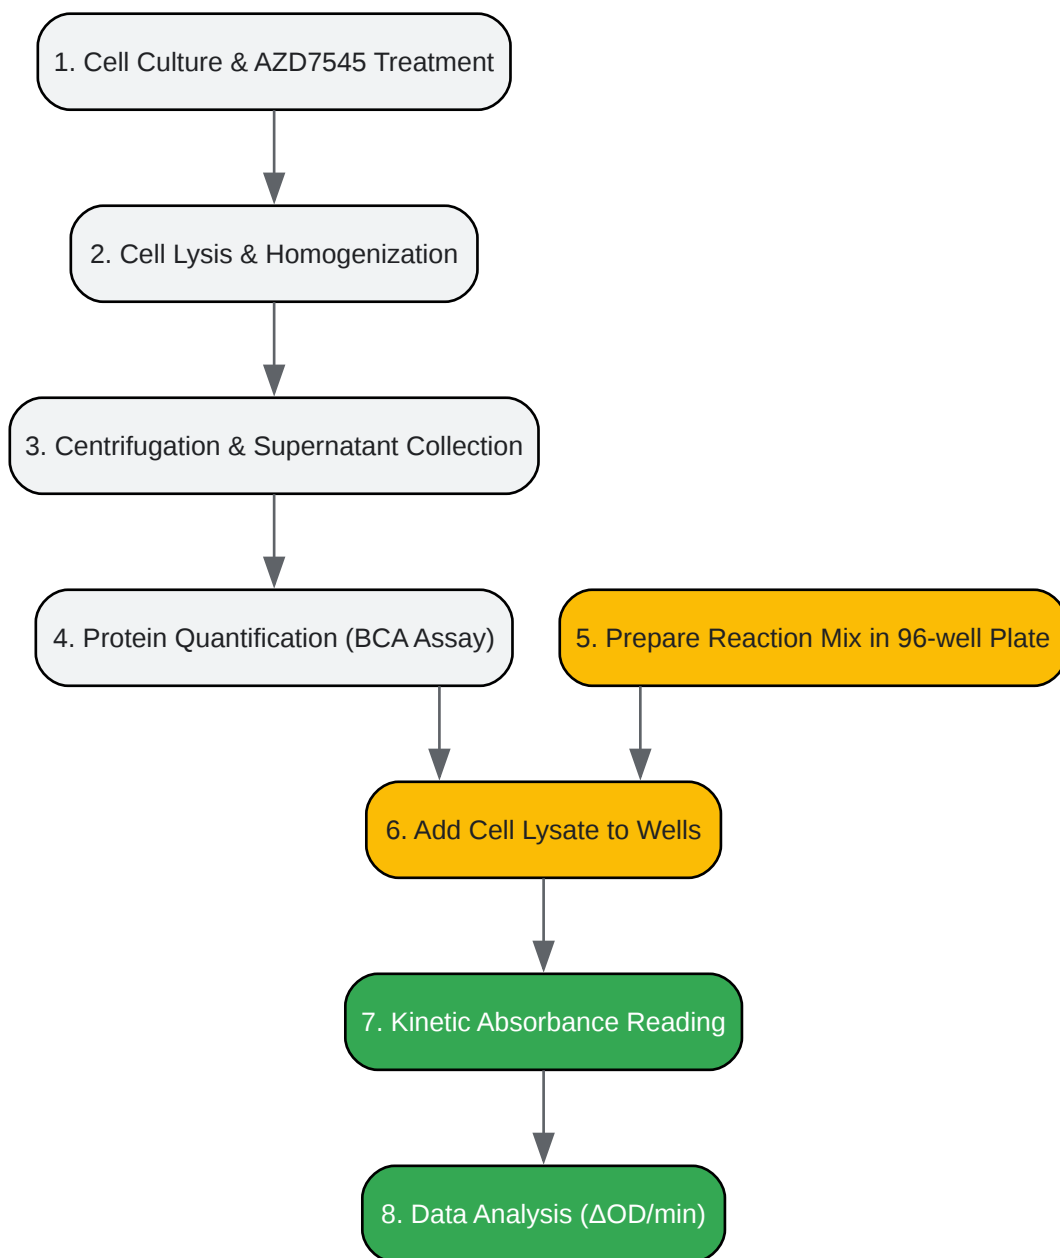 1. Cell Culture & AZD7545 Treatment
2. Cell Lysis & Homogenization
3. Centrifugation & Supernatant Collection
4. Protein Quantification (BCA Assay)
5. Prepare Reaction Mix in 96-well Plate
6. Add Cell Lysate to Wells
7. Kinetic Absorbance Reading
8. Data Analysis (ΔOD/min)